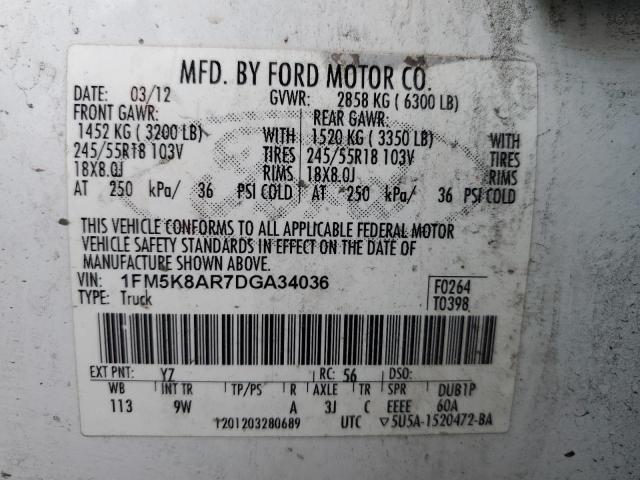 MFD. BY FORD MOTOR CO.
DATE: 03/12 GVWR: 2858 KG ( 6300 LB)
FRONT GAWR: REAR GAWR:
1452 KG ( 3200 LB) WITH 1520 KG ( 3350 LB) WITH
245/55R18 103V TIRES 245/55R18 103V TIRES
18X8.0J RIMS 18X8.0J RIMS
AT 250 kPa/ 36 PSI COLD AT 250 kPa/ 36 PSI COLD
THIS VEHICLE CONFORMS TO ALL APPLICABLE FEDERAL MOTOR
VEHICLE SAFETY STANDARDS IN EFFECT ON THE DATE OF
MANUFACTURE SHOWN ABOVE.
VIN: 1FM5K8AR7DGA34036 F0264
TYPE: Truck T0398
EXT PNT: YZ RC: 56 DSO:
WB INT TR TP/PS R AXLE TR SPR DUB1P
113 9W A 3J C EEEE 60A
T201203280689 UTC ▽5U5A-1520472-BA